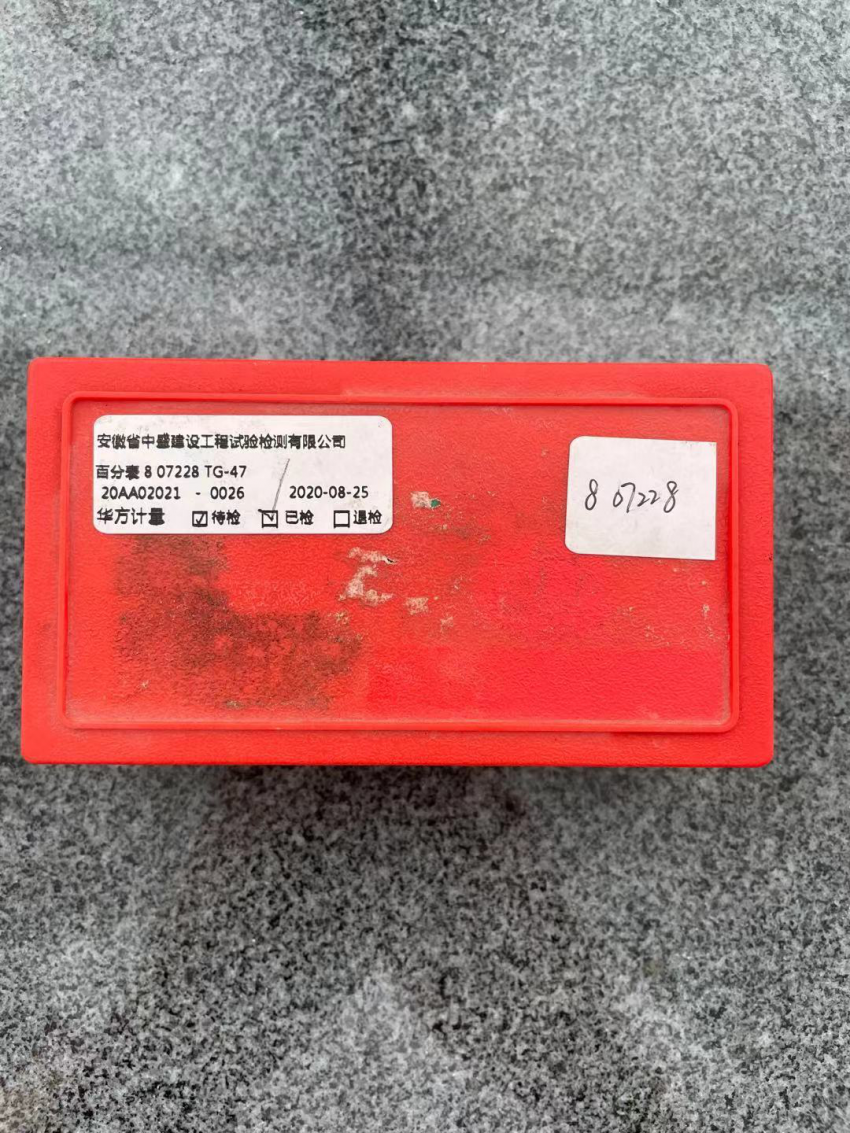 安徽省中盛建设工程试验检测有限公司
百分表 8 07228 TG-47
20AA02021 - 0026 2020-08-25
华方计量 ☑待检 ☑已检 □退检
8 07228